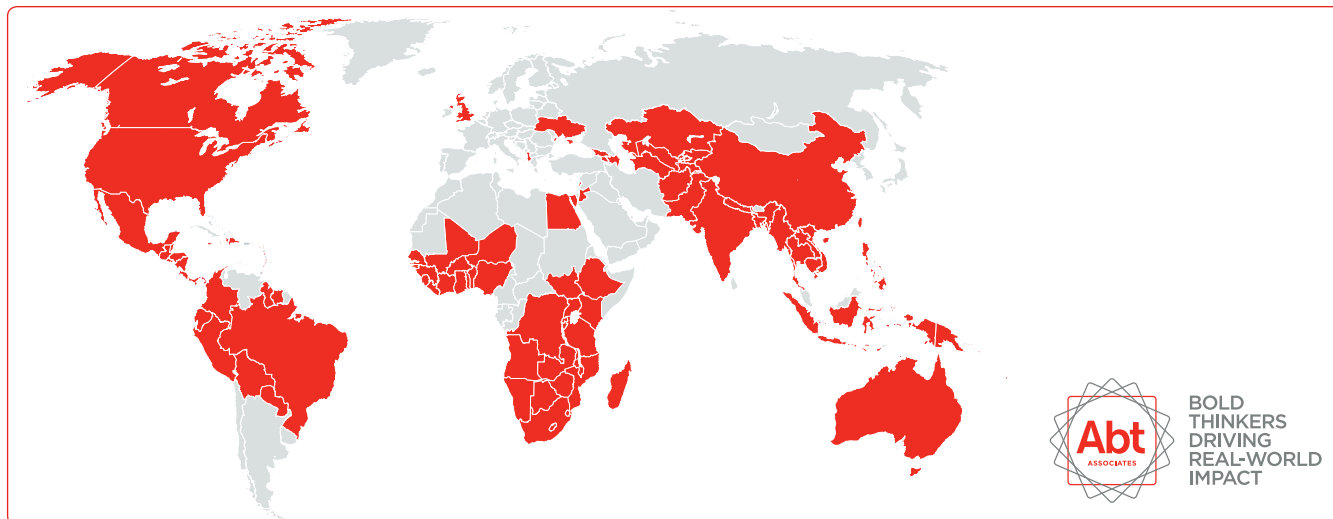 Abt
ASSOCIATES
BOLD
THINKERS
DRIVING
REAL-WORLD
IMPACT